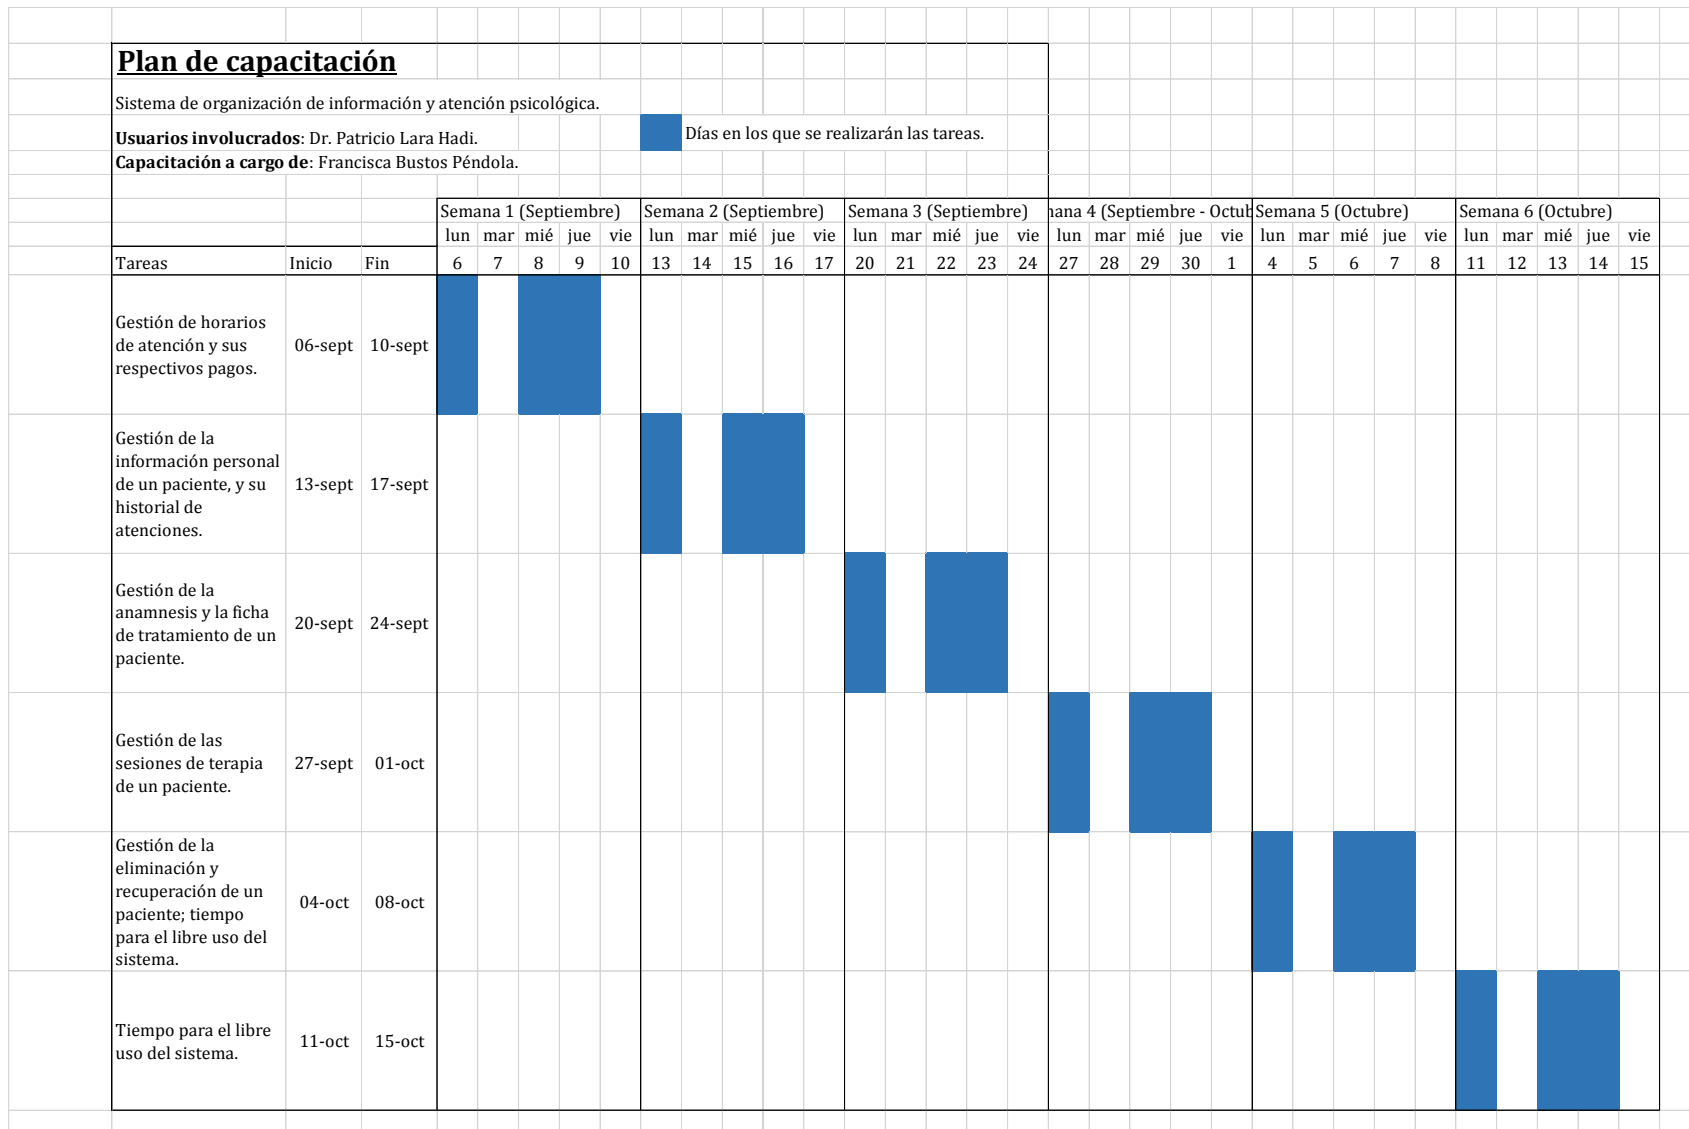 Plan de capacitación
Sistema de organización de información y atención psicológica.
Usuarios involucrados: Dr. Patricio Lara Hadi.
Días en los que se realizarán las tareas.
Capacitación a cargo de: Francisca Bustos Péndola.
Semana 1 (Septiembre) Semana 2 (Septiembre) Semana 3 (Septiembre) 4 (Septiembre - Semana 5 (Octubre) Semana 6 (Octubre)
lun mar mié jue vie lun mar mié jue vie lun mar mié jue vie lun mar mié jue vie lun mar mié jue vie lun mar mié jue vie
Tareas Inicio Fin 6 7 8 9 10 13 14 15 16 17 20 21 22 23 24 27 28 29 30 1 4 5 6 7 8 11 12 13 14 15
Gestión de horarios
de atención y sus
respectivos pagos.
06-sept 10-sept
Gestión de la
información personal
de un paciente, y su
historial de
atenciones.
13-sept 17-sept
Gestión de la
anamnesis y la ficha
de tratamiento de un
paciente.
20-sept 24-sept
Gestión de las
sesiones de terapia
de un paciente.
27-sept 01-oct
Gestión de la
eliminación y
recuperación de un
paciente; tiempo
para el libre uso del
sistema.
04-oct 08-oct
Tiempo para el libre
uso del sistema.
11-oct 15-oct